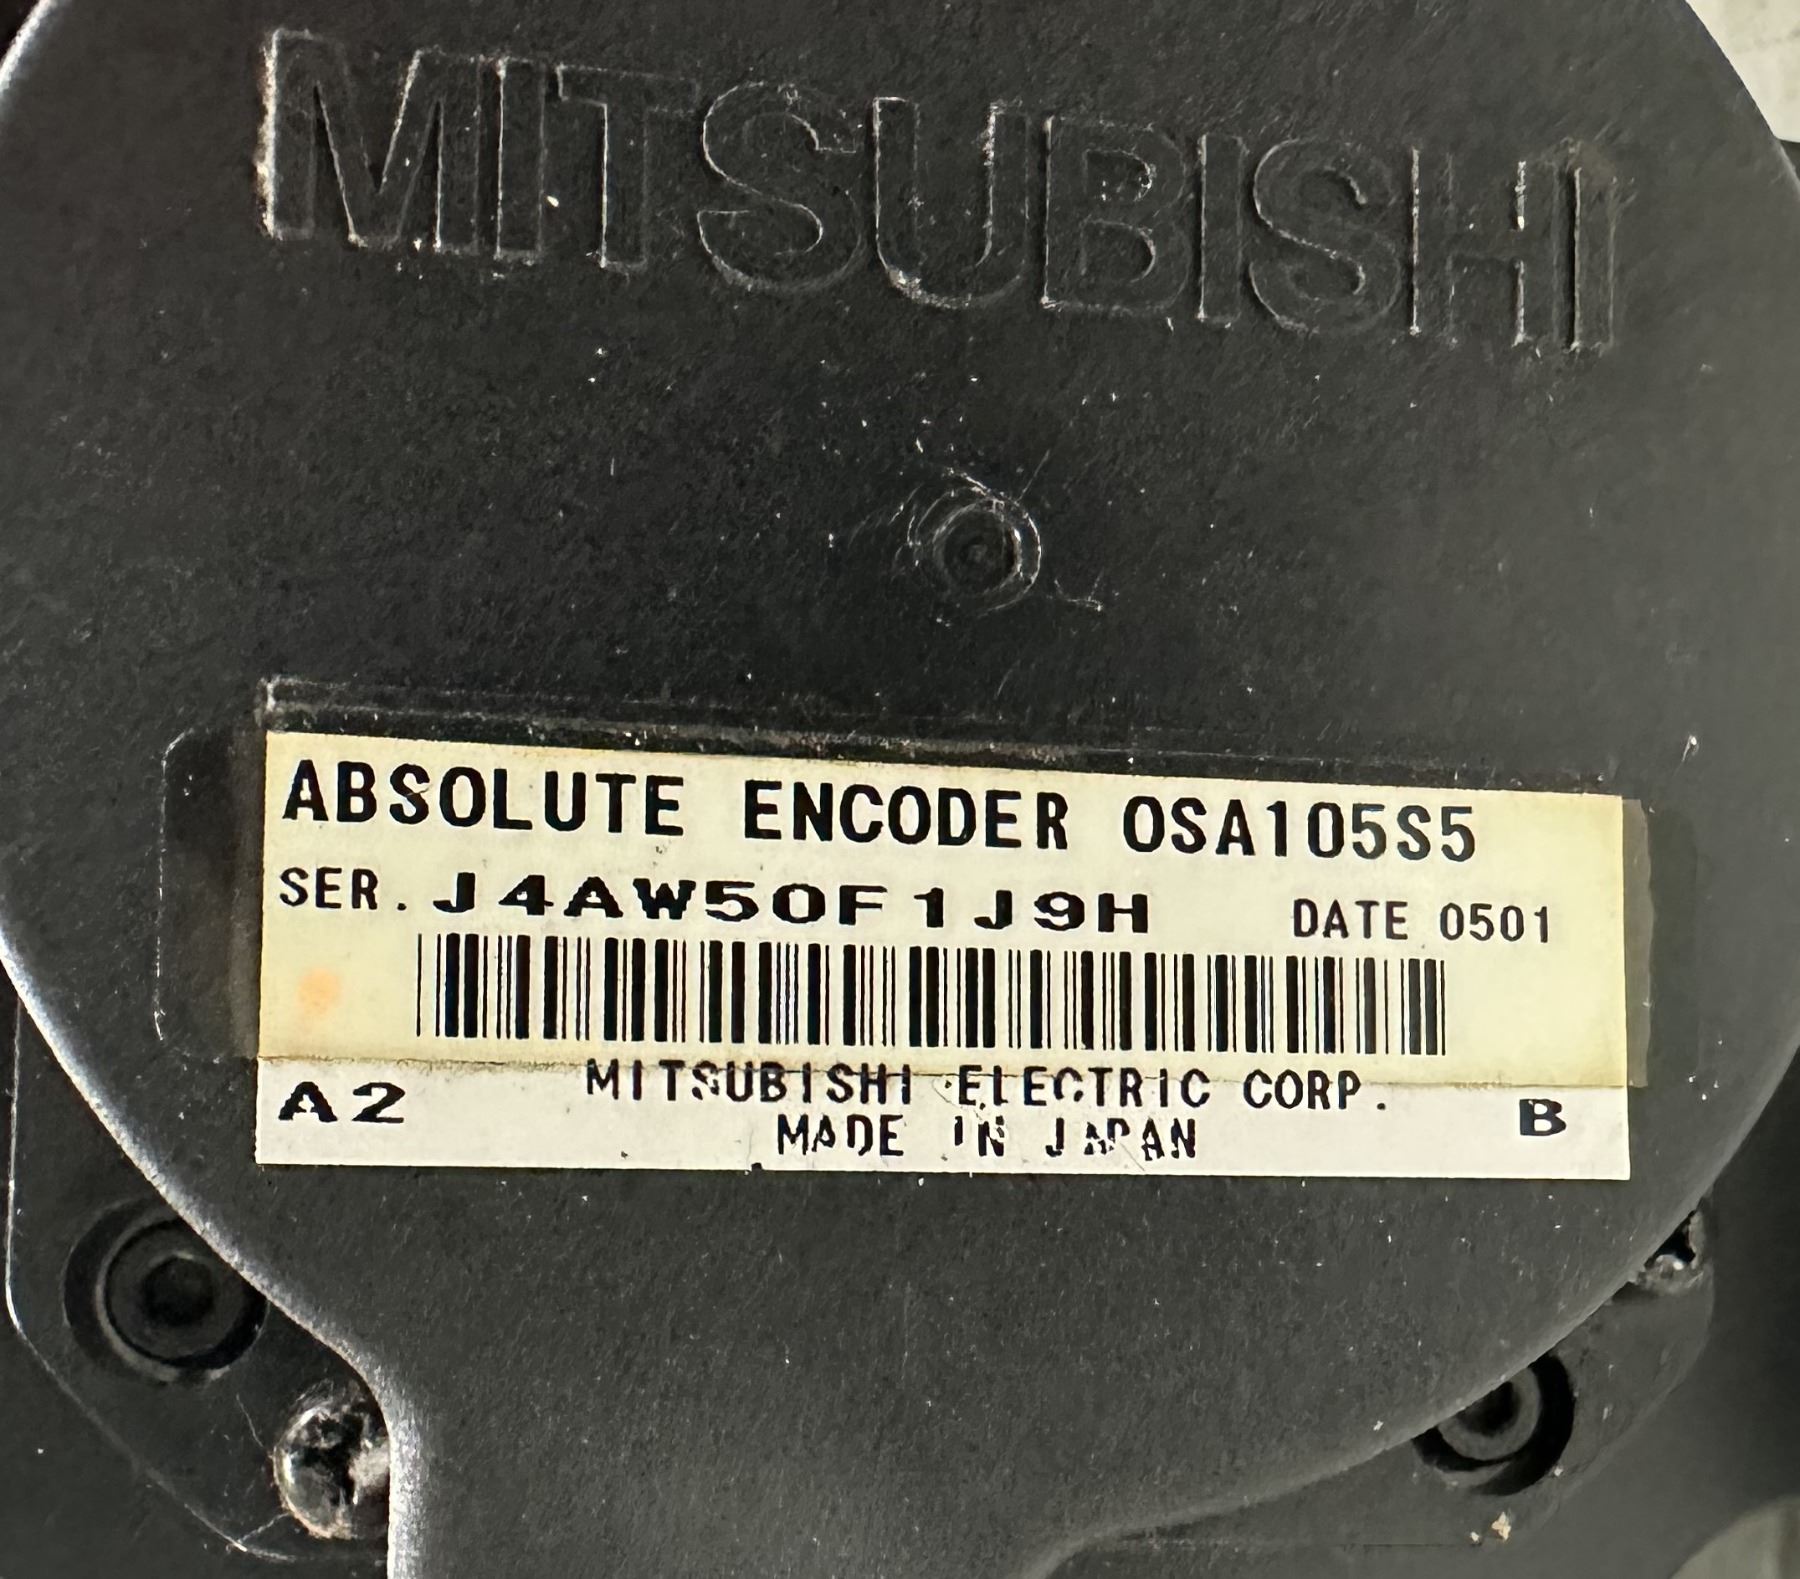 MITSUBISHI
ABSOLUTE ENCODER OSA105S5
SER. J4AW50F1J9H DATE 0501
MITSUBISHI ELECTRIC CORP.
A2 B
MADE IN JAPAN